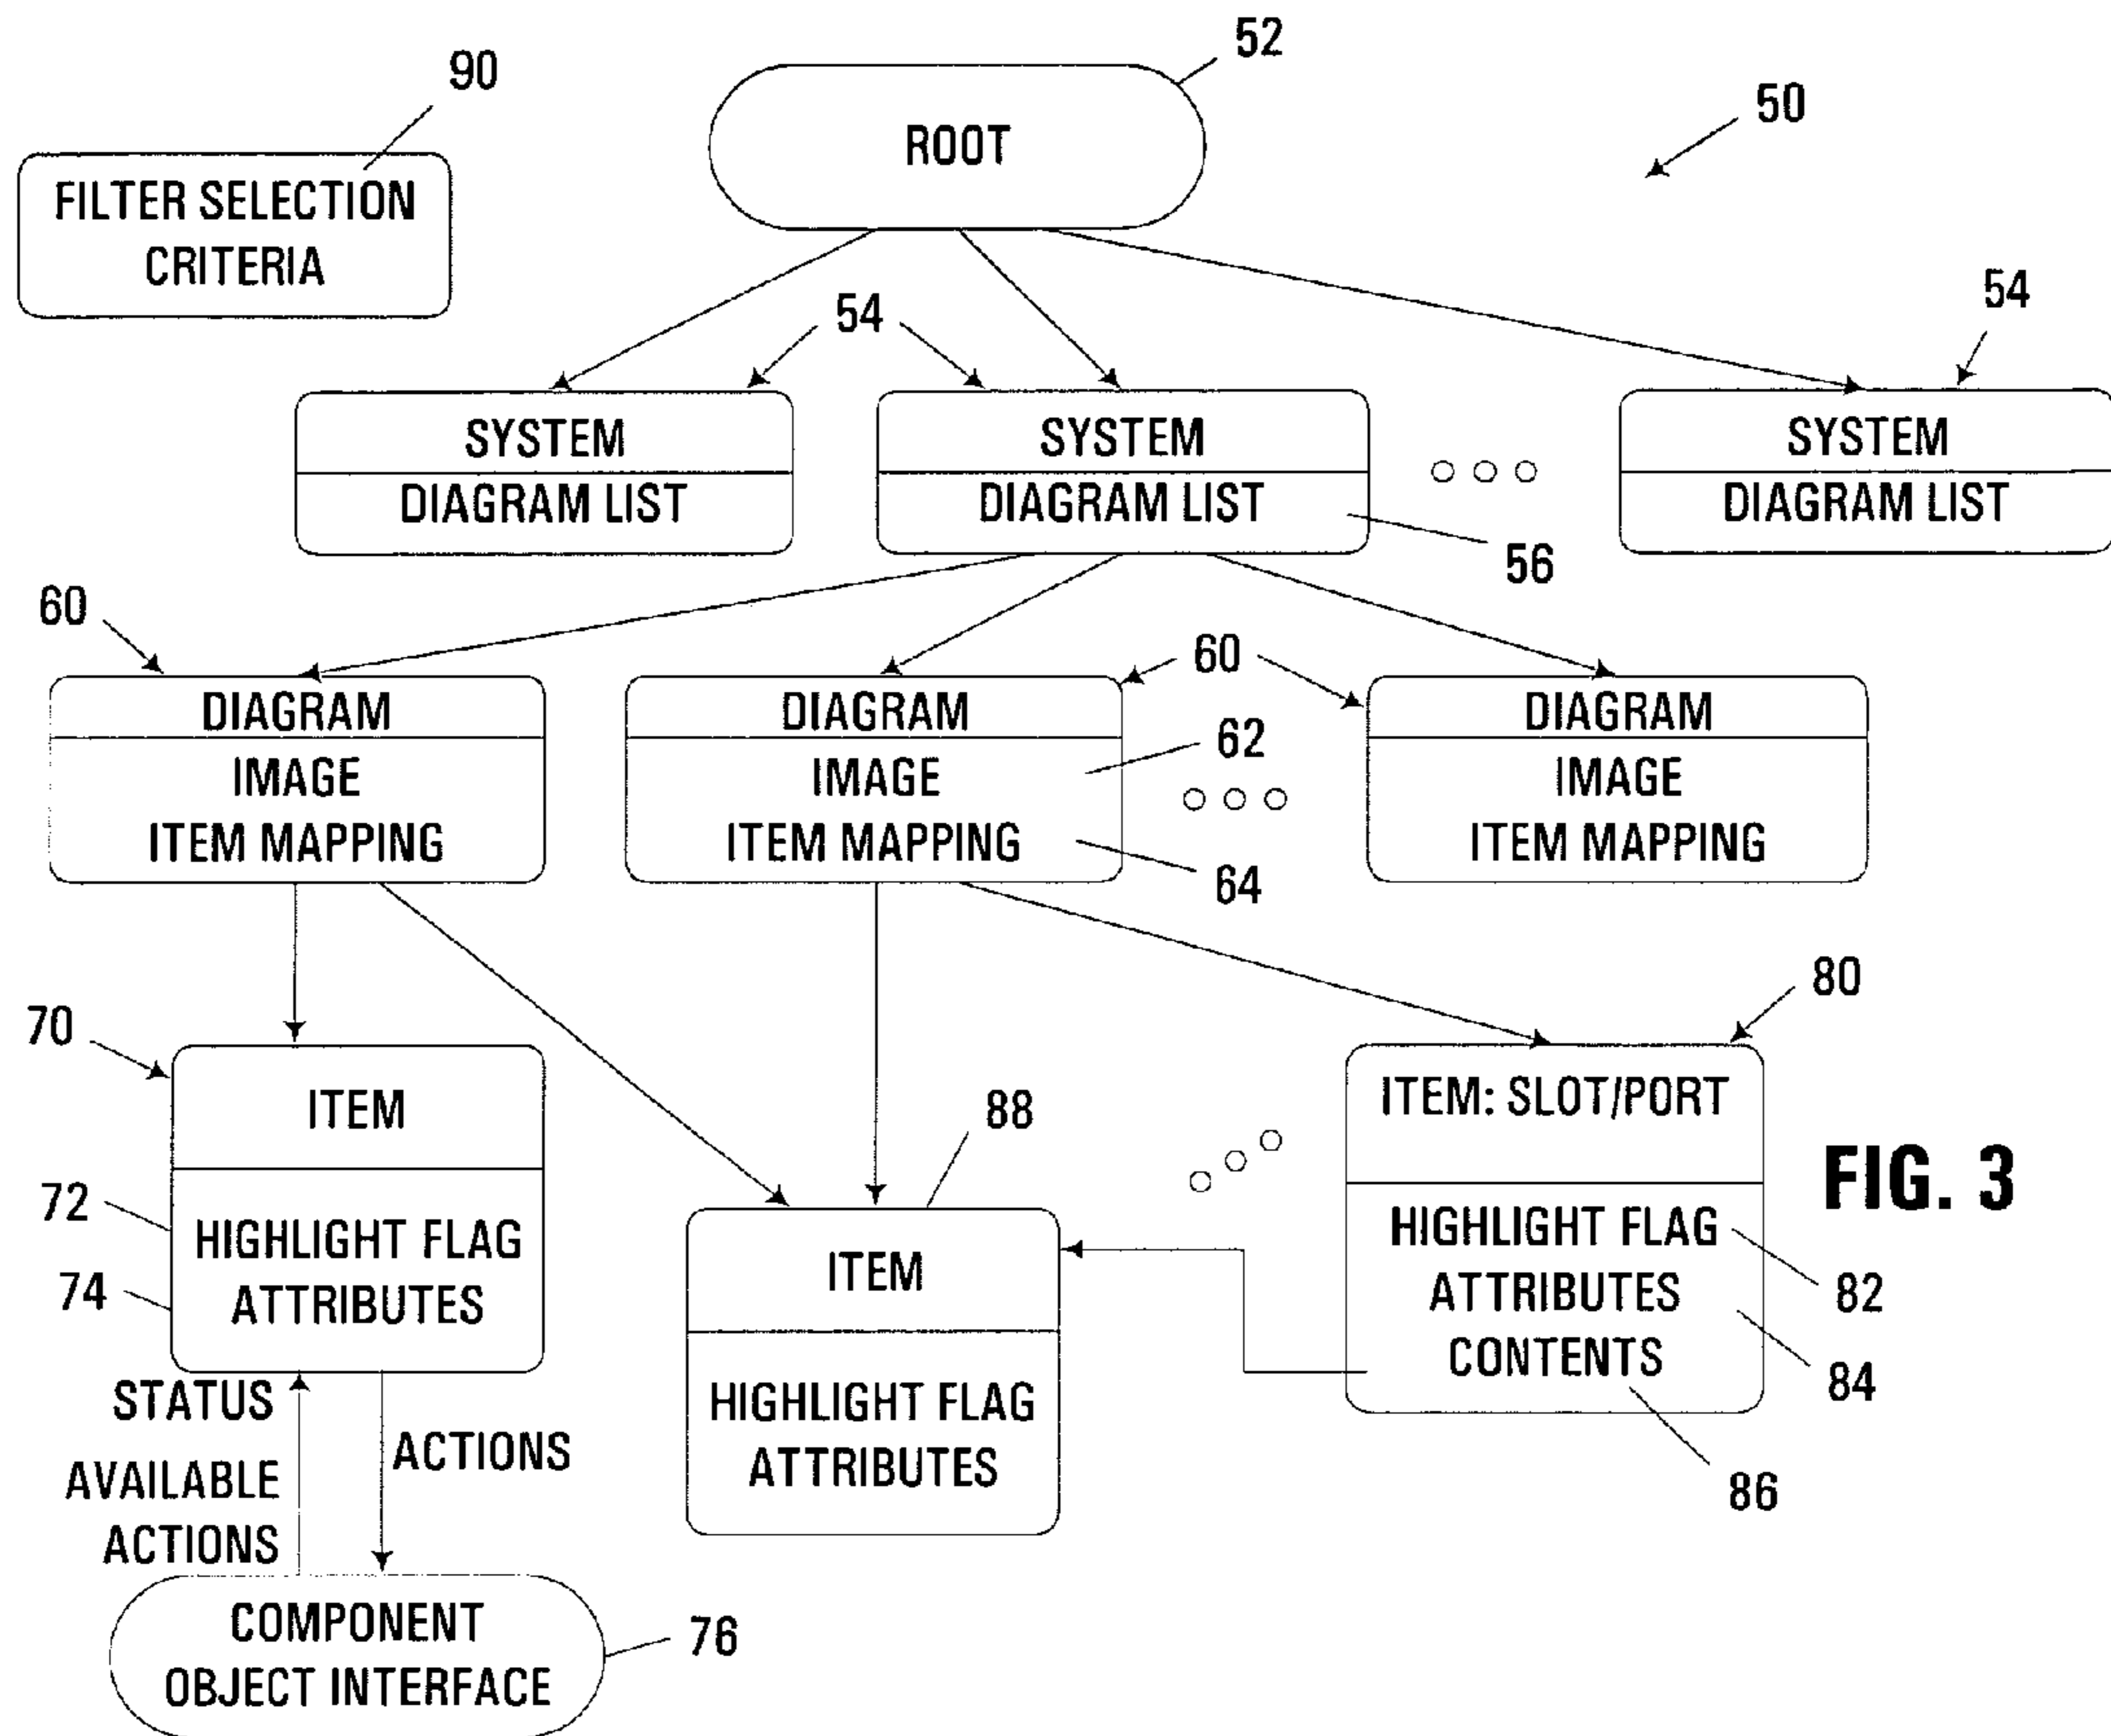 52
90
50
ROOT
FILTER SELECTION
CRITERIA
54
54
SYSTEM
DIAGRAM LIST
SYSTEM
DIAGRAM LIST
SYSTEM
DIAGRAM LIST
56
60
60
DIAGRAM
IMAGE
ITEM MAPPING
DIAGRAM
IMAGE
ITEM MAPPING
62
64
DIAGRAM
IMAGE
ITEM MAPPING
70
ITEM
72
HIGHLIGHT FLAG
74
ATTRIBUTES
88
ITEM
HIGHLIGHT FLAG
ATTRIBUTES
80
ITEM: SLOT/PORT
HIGHLIGHT FLAG
ATTRIBUTES
CONTENTS
82
84
86
FIG. 3
STATUS
AVAILABLE
ACTIONS
ACTIONS
COMPONENT
OBJECT INTERFACE
76